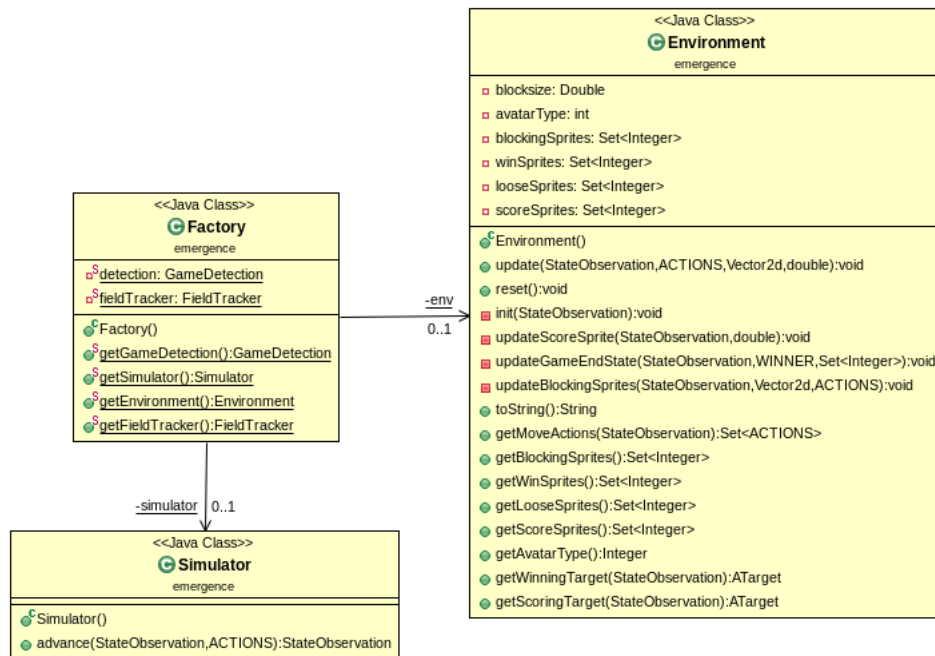 <<Java Class>>
Environment
emergence
blocksize: Double
avatarType: int
blockingSprites: Set<Integer>
winSprites: Set<Integer>
looseSprites: Set<Integer>
scoreSprites: Set<Integer>
Environment()
update(StateObservation,ACTIONS,Vector2d,double):void
reset():void
init(StateObservation):void
updateScoreSprite(StateObservation,double):void
updateGameEndState(StateObservation,WINNER,Set<Integer>):void
updateBlockingSprites(StateObservation,Vector2d,ACTIONS):void
toString():String
getMoveActions(StateObservation):Set<ACTIONS>
getBlockingSprites():Set<Integer>
getWinSprites():Set<Integer>
getLooseSprites():Set<Integer>
getScoreSprites():Set<Integer>
getAvatarType():Integer
getWinningTarget(StateObservation):ATarget
getScoringTarget(StateObservation):ATarget
<<Java Class>>
Factory
emergence
detection: GameDetection
fieldTracker: FieldTracker
Factory()
getGameDetection():GameDetection
getSimulator():Simulator
getEnvironment():Environment
getFieldTracker():FieldTracker
-env
0..1
-simulator
0..1
<<Java Class>>
Simulator
emergence
Simulator()
advance(StateObservation,ACTIONS):StateObservation